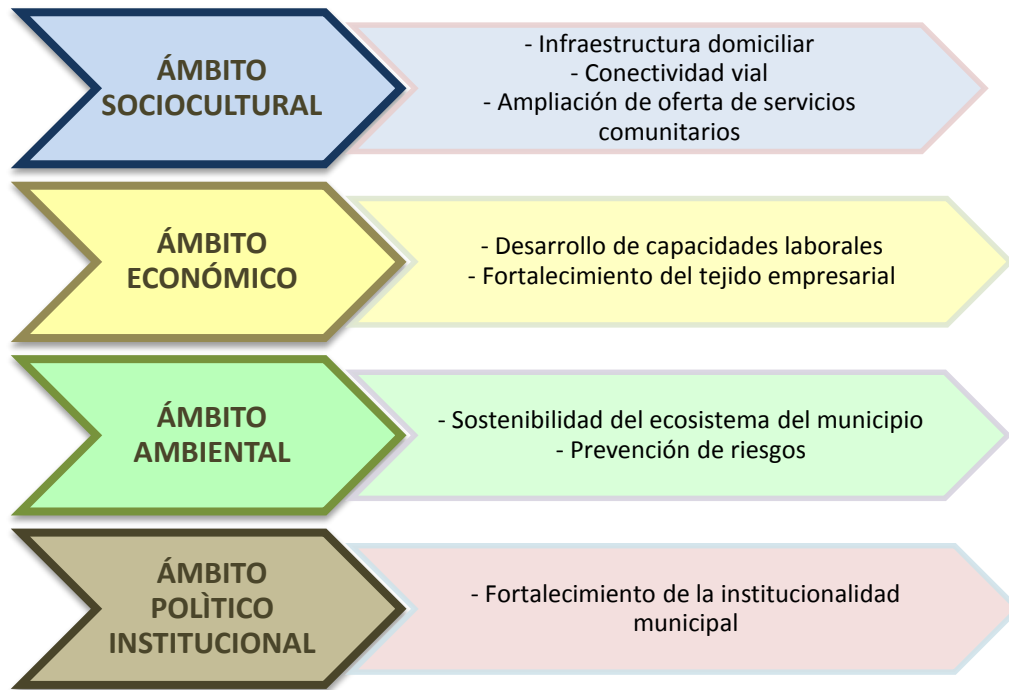 ÁMBITO
SOCIOCULTURAL
- Infraestructura domiciliar
- Conectividad vial
- Ampliación de oferta de servicios
comunitarios
ÁMBITO
ECONÓMICO
- Desarrollo de capacidades laborales
- Fortalecimiento del tejido empresarial
ÁMBITO
AMBIENTAL
- Sostenibilidad del ecosistema del municipio
- Prevención de riesgos
ÁMBITO
POLÌTICO
INSTITUCIONAL
- Fortalecimiento de la institucionalidad
municipal